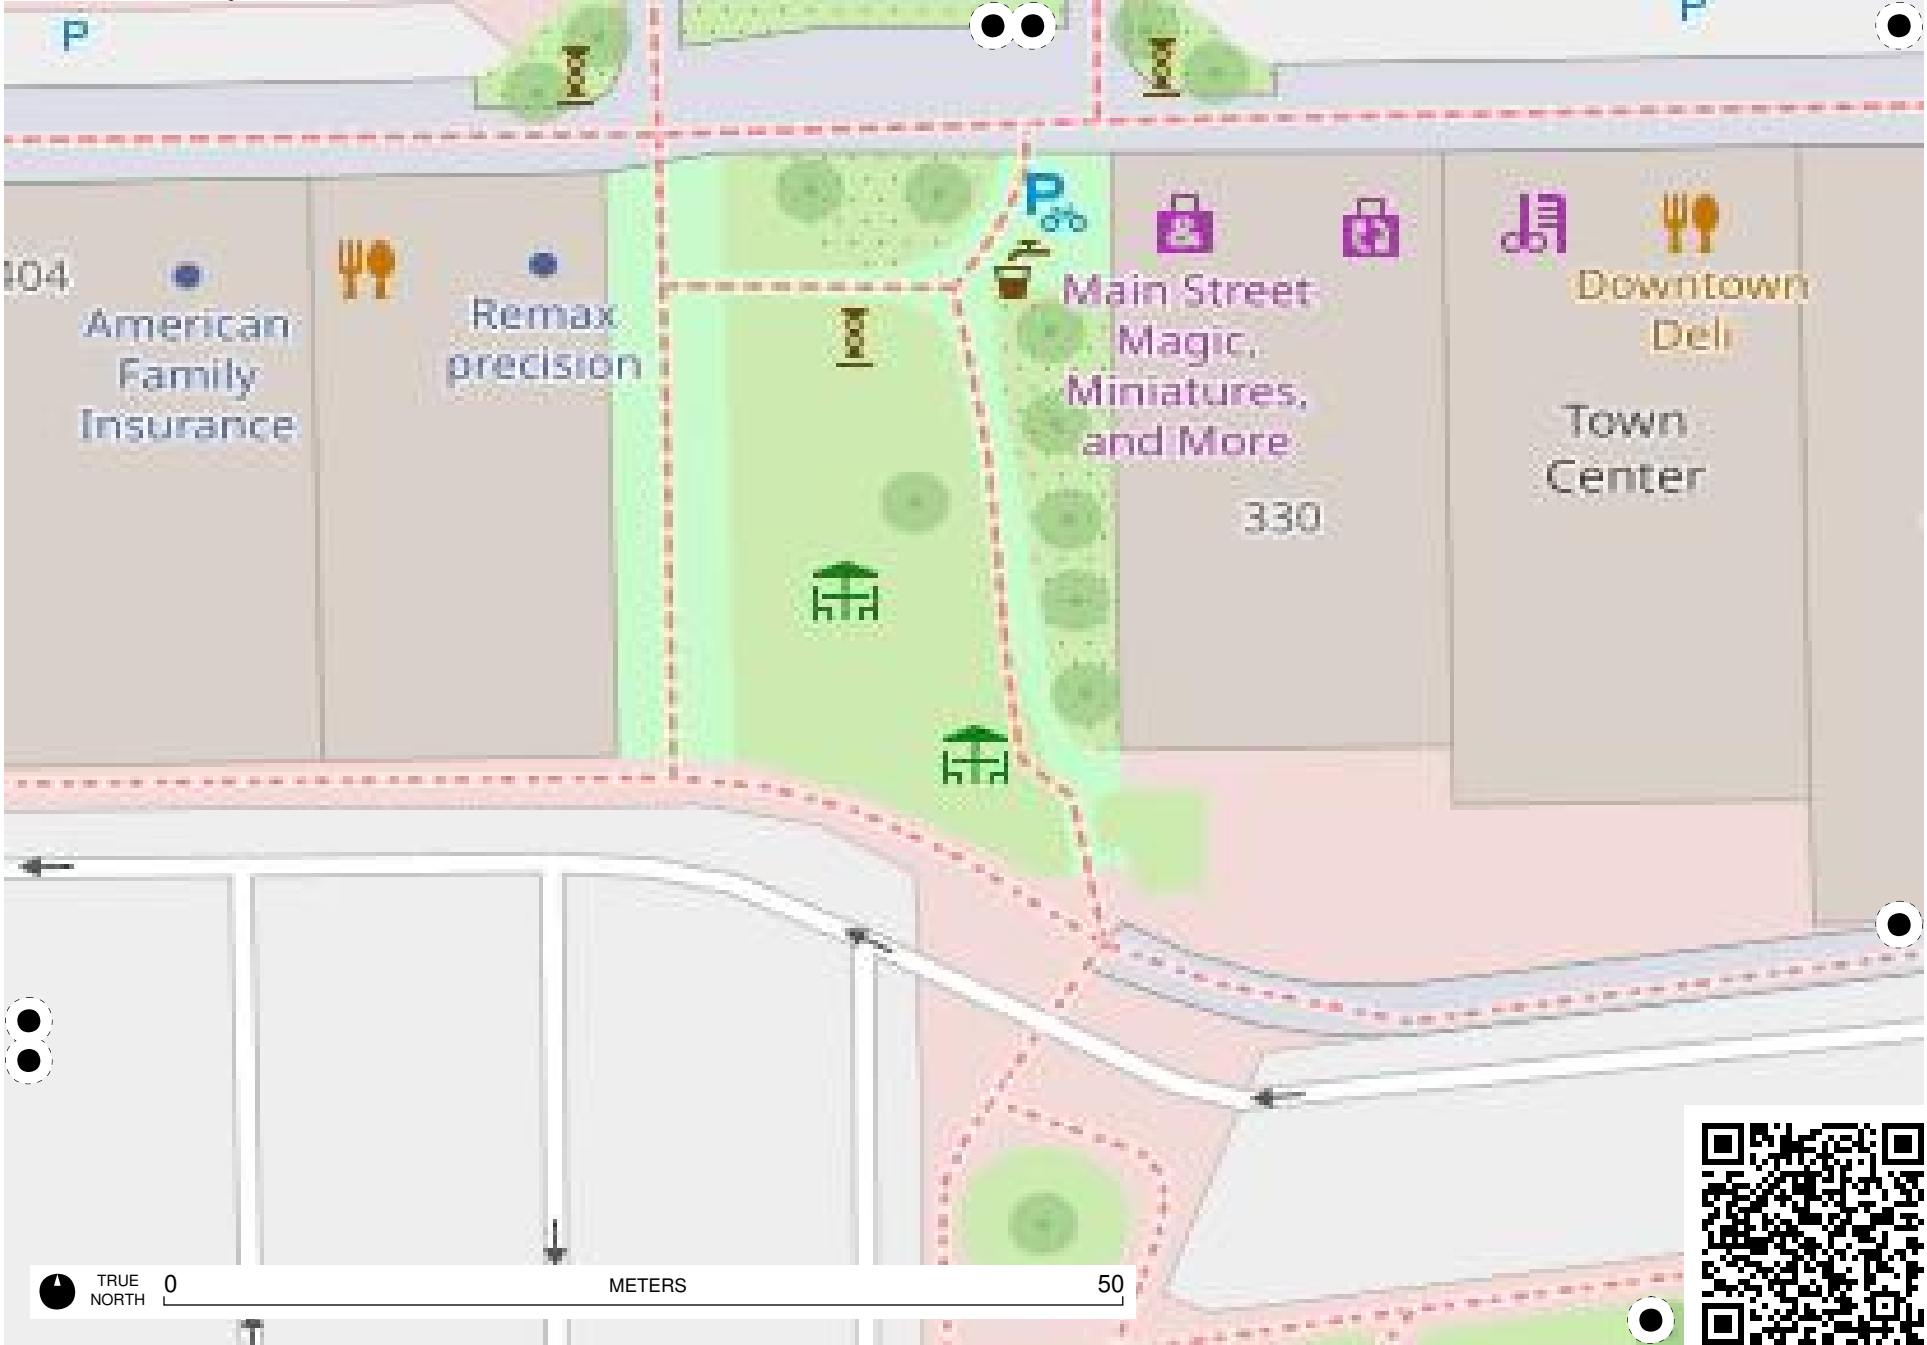 P
P
P
404
American
Family
Insurance
Remax
precision
Main Street
Magic,
Miniatures,
and More
330
Downtown
Deli
Town
Center
TRUE
NORTH
0
METERS
50